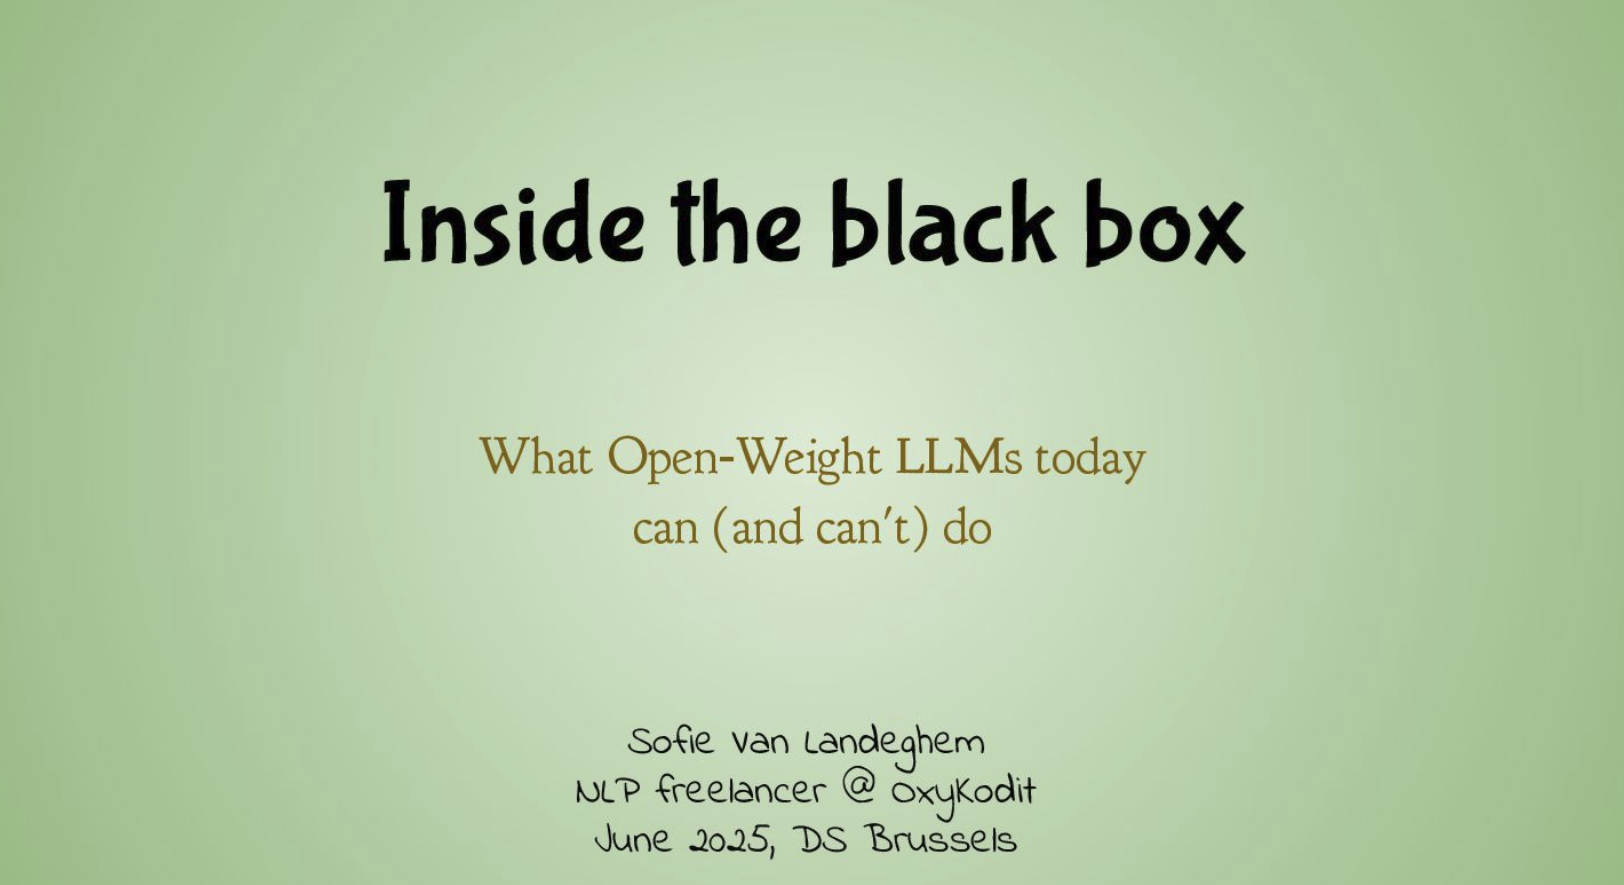 Inside the black box
What Open-Weight LLMs today
can (and can't) do
Sofie Van Landeghem
NLP freelancer @ OxyKodit
June 2025, DS Brussels